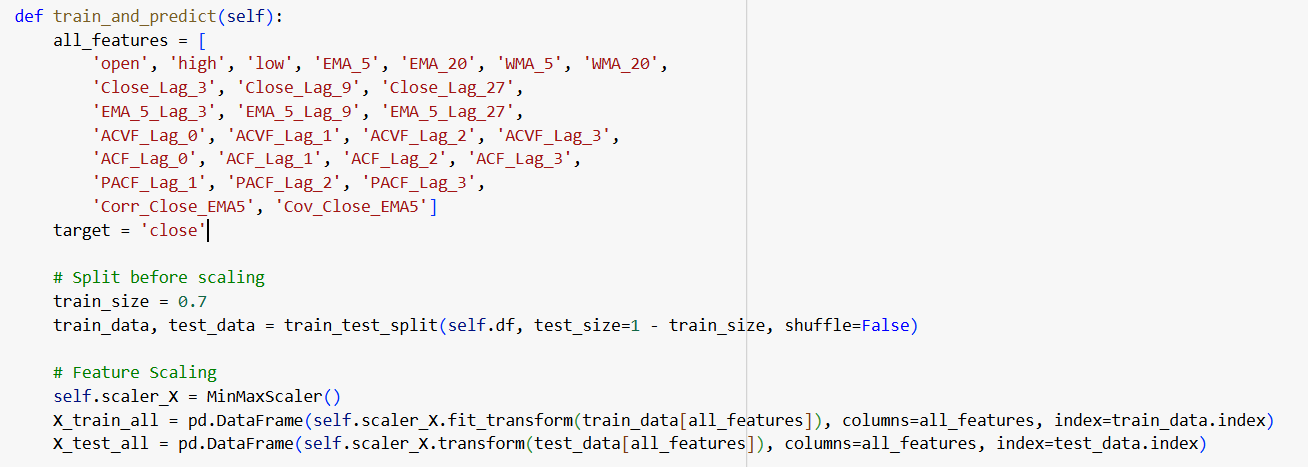 def train_and_predict(self):
    all_features = [
        'open', 'high', 'low', 'EMA_5', 'EMA_20', 'WMA_5', 'WMA_20',
        'Close_Lag_3', 'Close_Lag_9', 'Close_Lag_27',
        'EMA_5_Lag_3', 'EMA_5_Lag_9', 'EMA_5_Lag_27',
        'ACVF_Lag_0', 'ACVF_Lag_1', 'ACVF_Lag_2', 'ACVF_Lag_3',
        'ACF_Lag_0', 'ACF_Lag_1', 'ACF_Lag_2', 'ACF_Lag_3',
        'PACF_Lag_1', 'PACF_Lag_2', 'PACF_Lag_3',
        'Corr_Close_EMA5', 'Cov_Close_EMA5']
    target = 'close'
    # Split before scaling
    train_size = 0.7
    train_data, test_data = train_test_split(self.df, test_size=1 - train_size, shuffle=False)
    # Feature Scaling
    self.scaler_X = MinMaxScaler()
    X_train_all = pd.DataFrame(self.scaler_X.fit_transform(train_data[all_features]), columns=all_features, index=train_data.index)
    X_test_all = pd.DataFrame(self.scaler_X.transform(test_data[all_features]), columns=all_features, index=test_data.index)